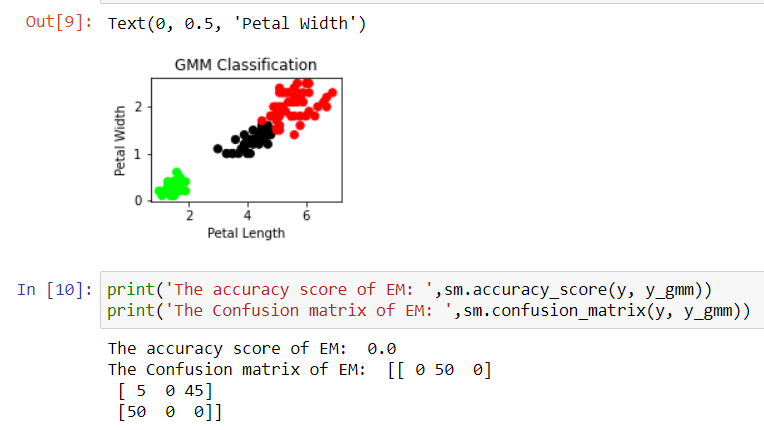 Out[9]: Text(0, 0.5, 'Petal Width')
GMM Classification
Petal Width
2
1
0
2 4 6
Petal Length
In [10]: print('The accuracy score of EM: ',sm.accuracy_score(y, y_gmm))
print('The Confusion matrix of EM: ',sm.confusion_matrix(y, y_gmm))
The accuracy score of EM:  0.0
The Confusion matrix of EM:  [[ 0 50  0]
 [ 5  0 45]
 [50  0  0]]